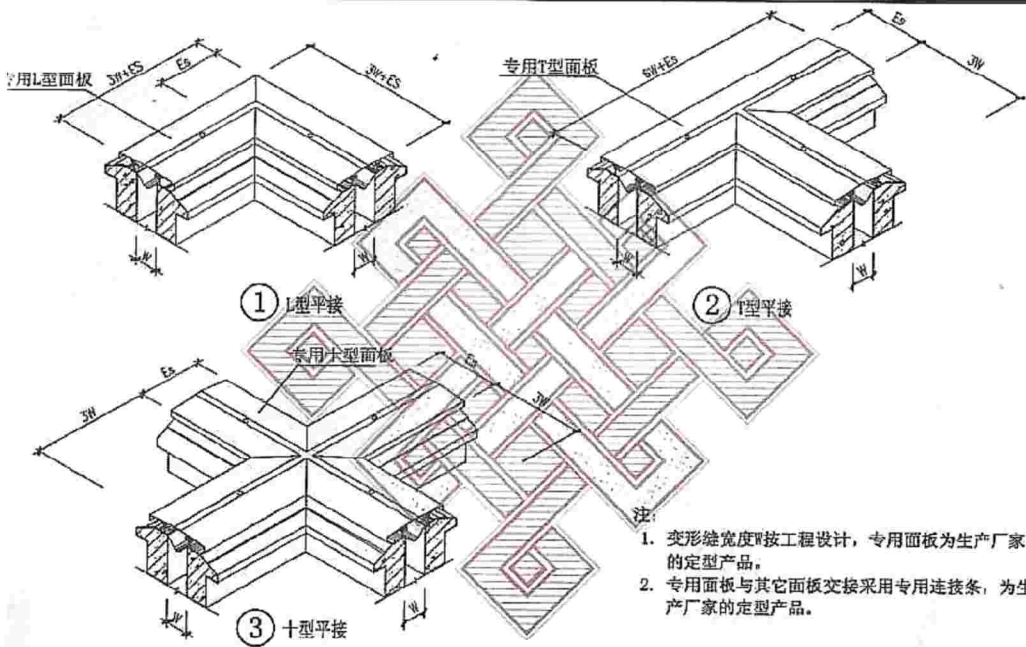 3W+ES
Es
3W+ES
专用L型面板
W
W
① L型平接
专用T型面板
6W+ES
Es
3W
W
W
② T型平接
专用十型面板
Es
3W
Es
3W
W
W
③ 十型平接
注:
1. 变形缝宽度W按工程设计，专用面板为生产厂家
的定型产品。
2. 专用面板与其它面板交接采用专用连接条，为生
产厂家的定型产品。